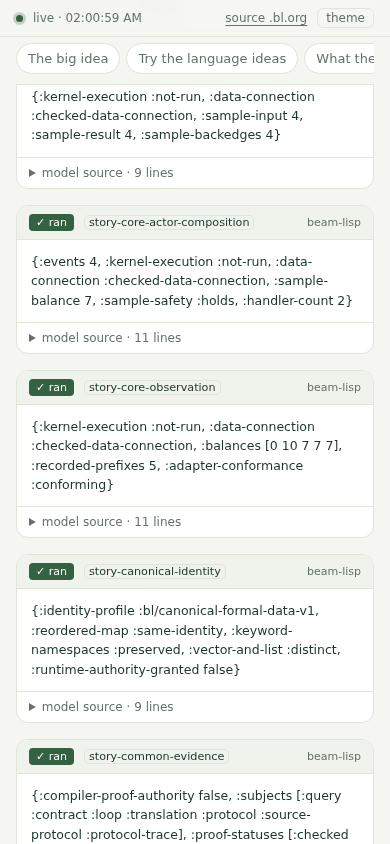 live · 02:00:59 AM
source .bl.org
theme
The big idea
Try the language ideas
What the
{:kernel-execution :not-run, :data-connection
:checked-data-connection, :sample-input 4,
:sample-result 4, :sample-backedges 4}
▶ model source · 9 lines
✓ ran story-core-actor-composition beam-lisp
{:events 4, :kernel-execution :not-run, :data-
connection :checked-data-connection, :sample-
balance 7, :sample-safety :holds, :handler-count 2}
▶ model source · 11 lines
✓ ran story-core-observation beam-lisp
{:kernel-execution :not-run, :data-connection
:checked-data-connection, :balances [0 10 7 7 7],
:recorded-prefixes 5, :adapter-conformance
:conforming}
▶ model source · 11 lines
✓ ran story-canonical-identity beam-lisp
{:identity-profile :bl/canonical-formal-data-v1,
:reordered-map :same-identity, :keyword-
namespaces :preserved, :vector-and-list :distinct,
:runtime-authority-granted false}
▶ model source · 9 lines
✓ ran story-common-evidence beam-lisp
{:compiler-proof-authority false, :subjects [:query
:contract :loop :translation :protocol :source-
protocol :protocol-trace], :proof-statuses [:checked